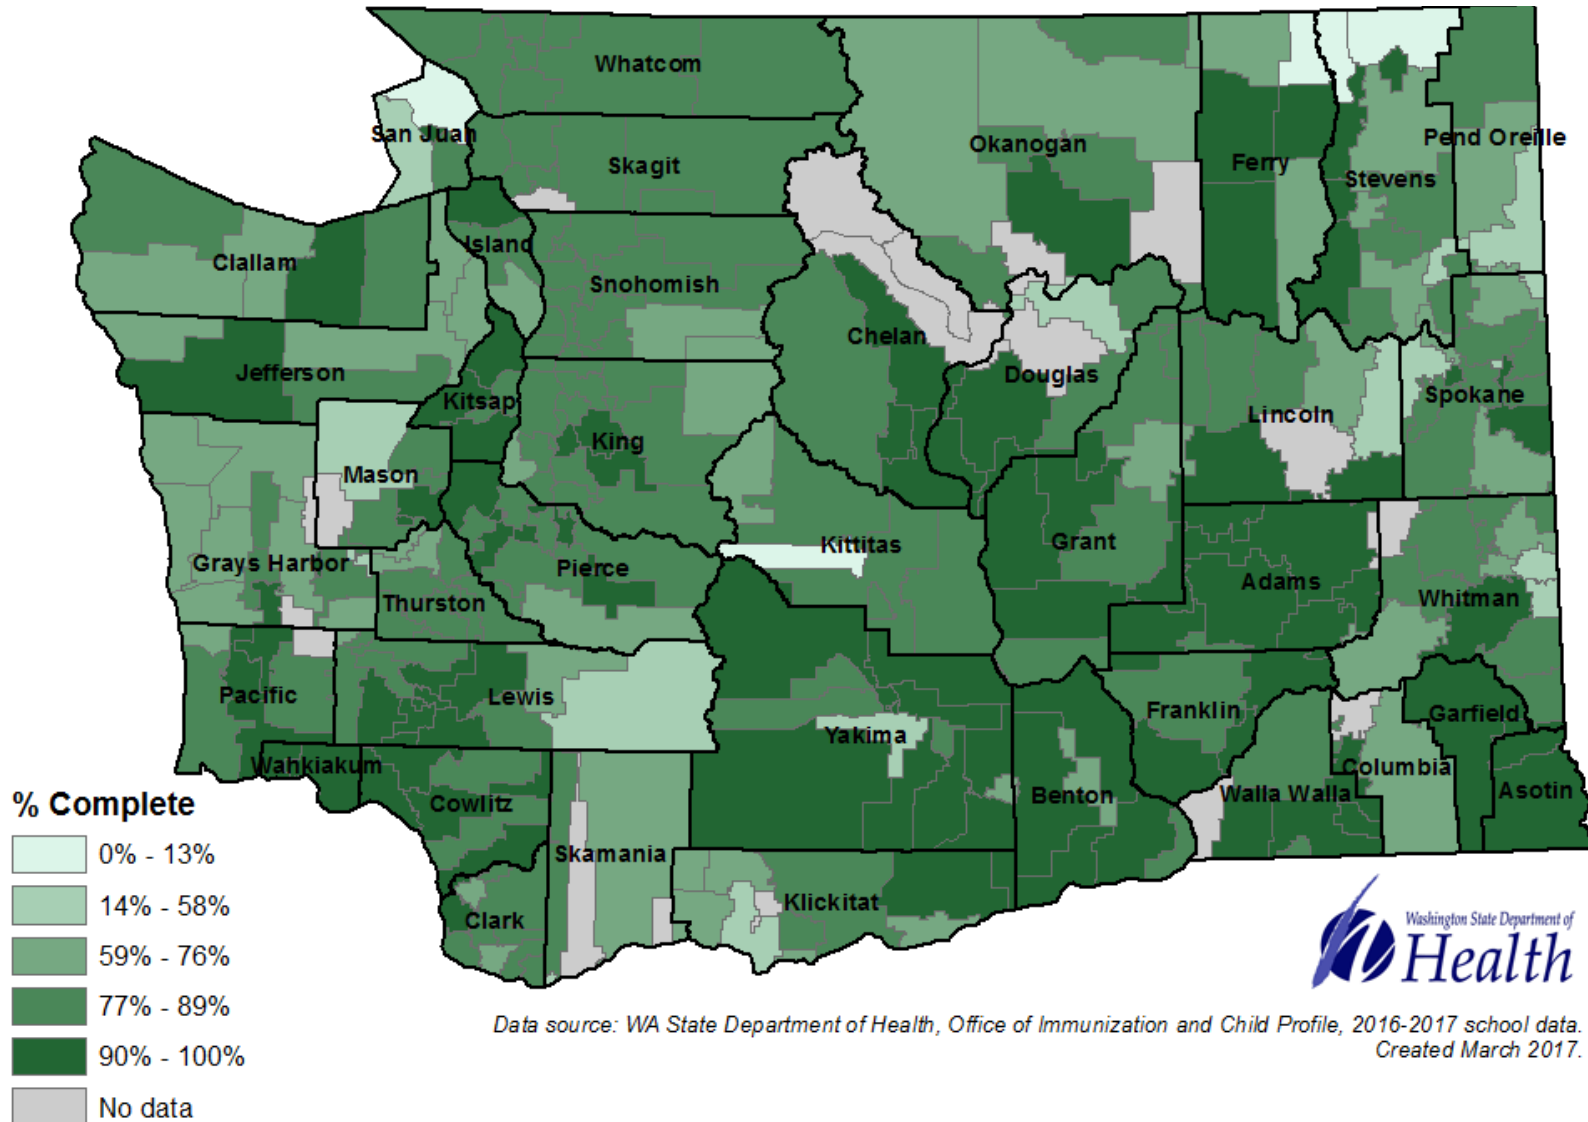 Whatcom
San Juan
Skagit
Okanogan
Ferry
Stevens
Pend Oreille
Island
Clallam
Snohomish
Chelan
Jefferson
Douglas
Kitsap
King
Lincoln
Spokane
Mason
Grays Harbor
Pierce
Kittitas
Grant
Adams
Whitman
Thurston
Pacific
Lewis
Yakima
Franklin
Garfield
Wahkiakum
Cowlitz
Benton
Walla Walla
Columbia
Asotin
Skamania
Klickitat
Clark
% Complete
0% - 13%
14% - 58%
59% - 76%
77% - 89%
90% - 100%
No data
Washington State Department of
Health
Data source: WA State Department of Health, Office of Immunization and Child Profile, 2016-2017 school data.
Created March 2017.